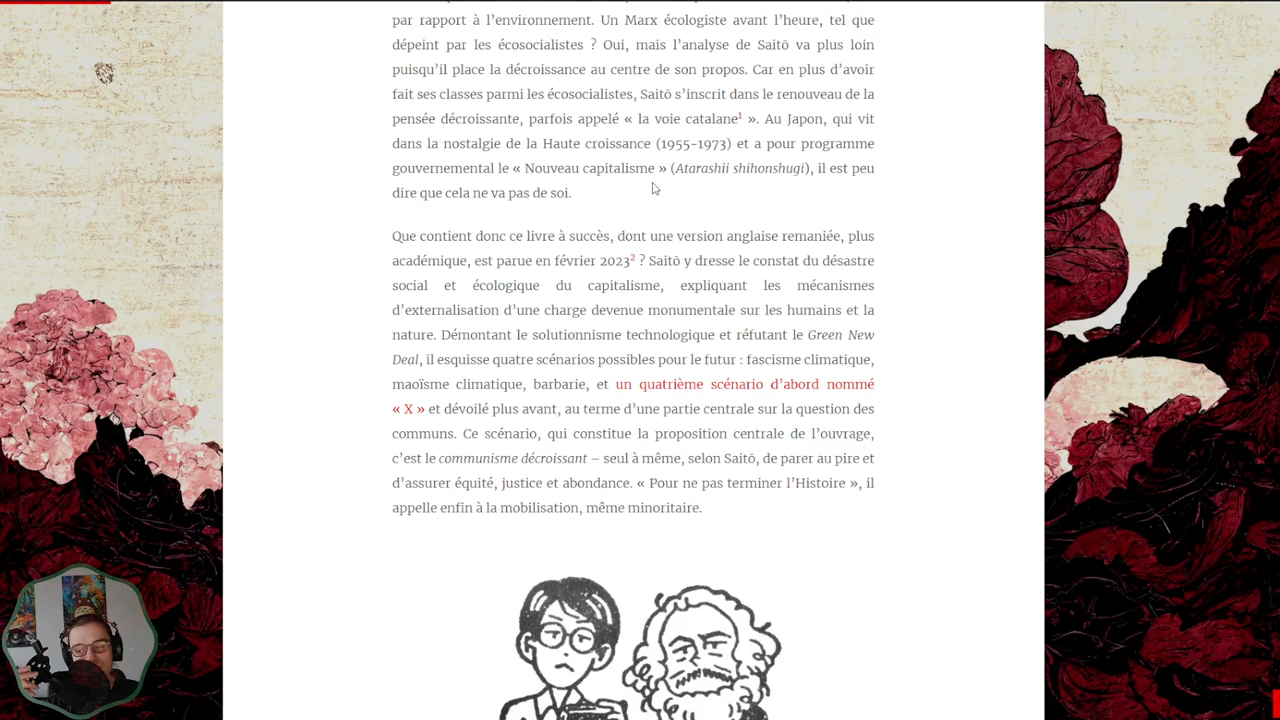 par rapport à l’environnement. Un Marx écologiste avant l’heure, tel que
dépeint par les écosocialistes ? Oui, mais l’analyse de Saitō va plus loin
puisqu’il place la décroissance au centre de son propos. Car en plus d’avoir
fait ses classes parmi les écosocialistes, Saitō s’inscrit dans le renouveau de la
pensée décroissante, parfois appelé « la voie catalane1 ». Au Japon, qui vit
dans la nostalgie de la Haute croissance (1955-1973) et a pour programme
gouvernemental le « Nouveau capitalisme » (Atarashii shihonshugi), il est peu
dire que cela ne va pas de soi.
Que contient donc ce livre à succès, dont une version anglaise remaniée, plus
académique, est parue en février 20232 ? Saitō y dresse le constat du désastre
social et écologique du capitalisme, expliquant les mécanismes
d’externalisation d’une charge devenue monumentale sur les humains et la
nature. Démontant le solutionnisme technologique et réfutant le Green New
Deal, il esquisse quatre scénarios possibles pour le futur : fascisme climatique,
maoïsme climatique, barbarie, et un quatrième scénario d’abord nommé
« X » et dévoilé plus avant, au terme d’une partie centrale sur la question des
communs. Ce scénario, qui constitue la proposition centrale de l’ouvrage,
c’est le communisme décroissant – seul à même, selon Saitō, de parer au pire et
d’assurer équité, justice et abondance. « Pour ne pas terminer l’Histoire », il
appelle enfin à la mobilisation, même minoritaire.